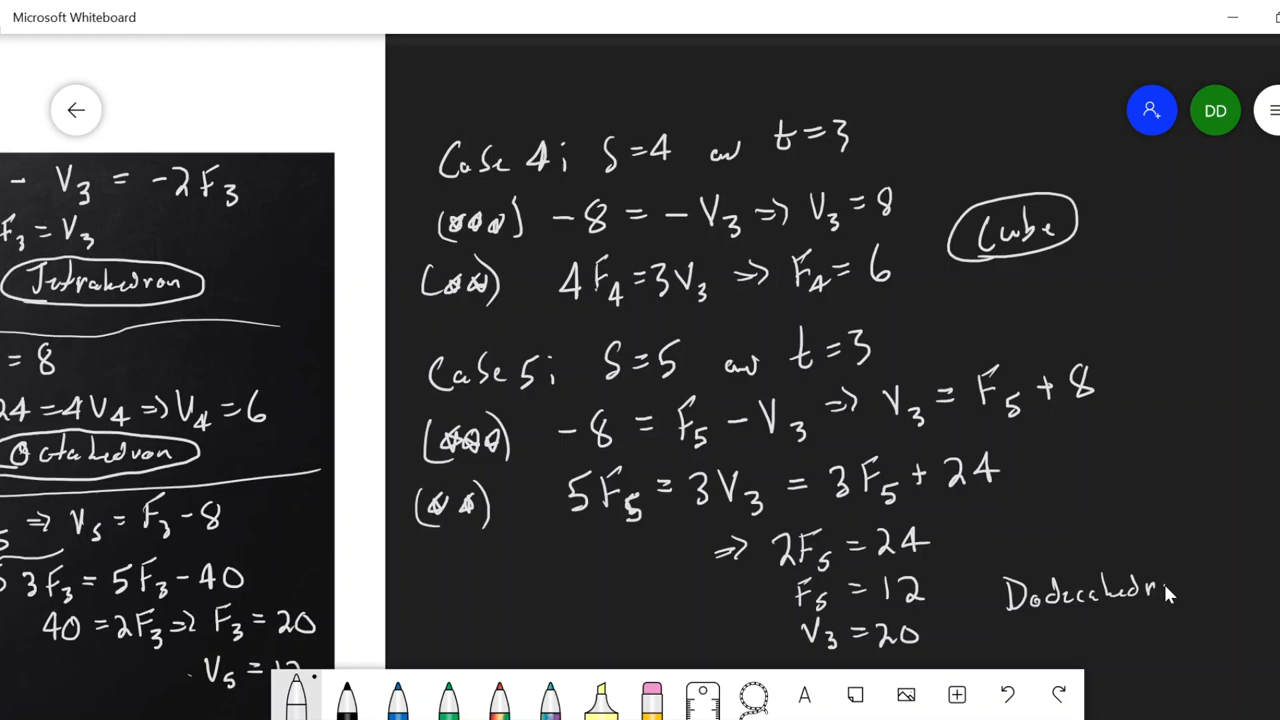 Microsoft Whiteboard
DD
- V3 = -2F3
F3 = V3
Tetrahedron
= 8
24 = 4V4 => V4 = 6
Octahedron
=> V5 = F3 - 8
3F3 = 5F3 - 40
40 = 2F3 => F3 = 20
V5 = 12
Case 4: S = 4 and t = 3
(***) -8 = -V3 => V3 = 8
Cube
(**) 4F4 = 3V3 => F4 = 6
Case 5: S = 5 and t = 3
(***) -8 = F5 - V3 => V3 = F5 + 8
(**) 5F5 = 3V3 = 3F5 + 24
=> 2F5 = 24
F5 = 12
Dodecahedr
V3 = 20
A